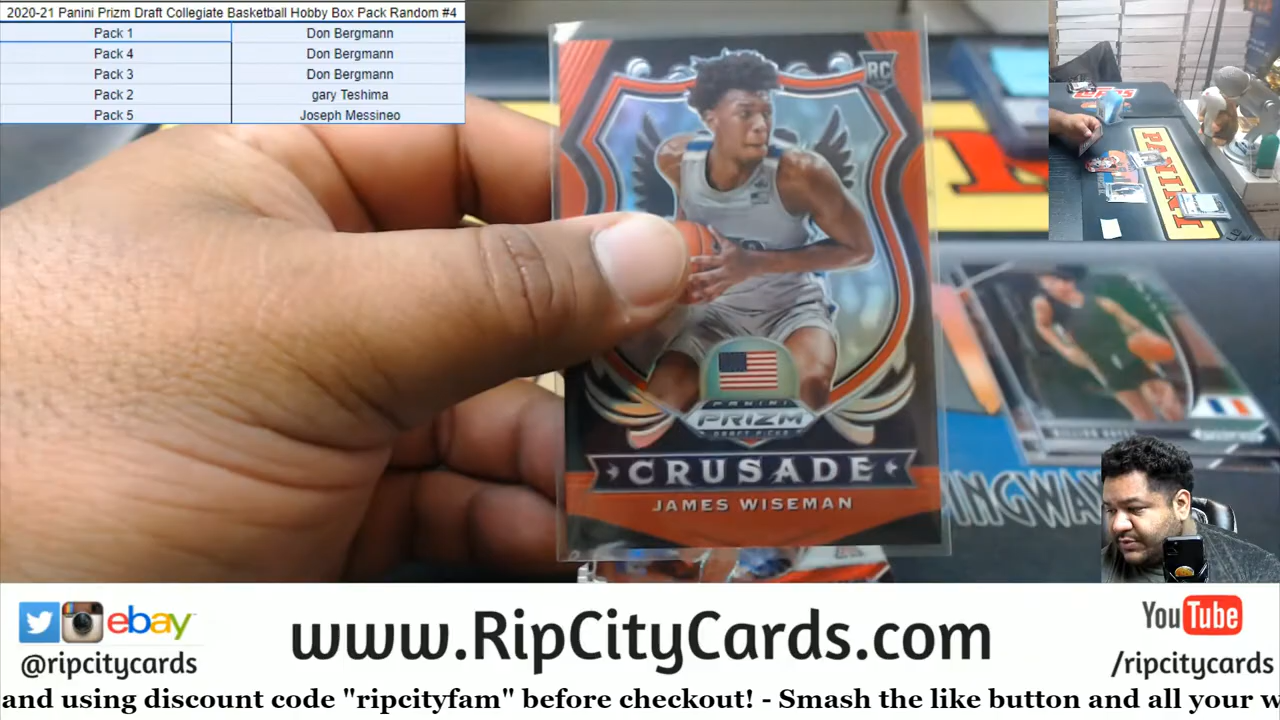 2020-21 Panini Prizm Draft Collegiate Basketball Hobby Box Pack Random #4
Pack 1 Don Bergmann
Pack 4 Don Bergmann
Pack 3 Don Bergmann
Pack 2 gary Teshima
Pack 5 Joseph Messineo
RC
PANINI
PRIZM
DRAFT PICKS
CRUSADE
JAMES WISEMAN
PANINI
ebay
@ripcitycards
www.RipCityCards.com
YouTube
/ripcitycards
and using discount code "ripcityfam" before checkout! - Smash the like button and all your w